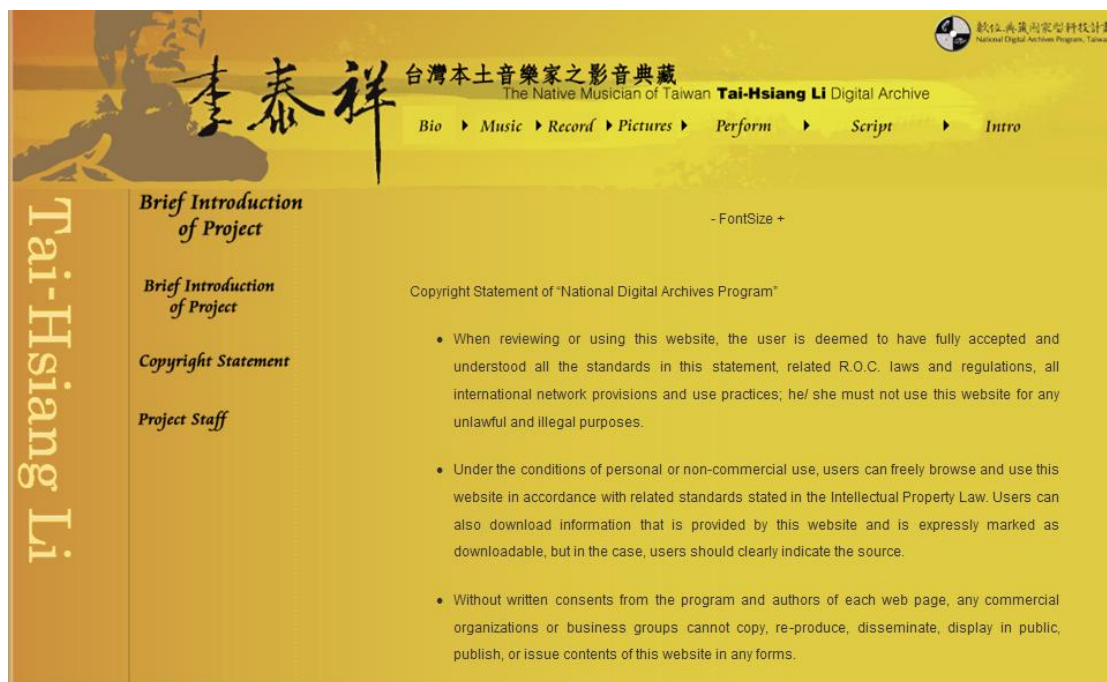 數位典藏國家型科技計畫
National Digital Archives Program, Taiwan
李泰祥
台灣本土音樂家之影音典藏
The Native Musician of Taiwan Tai-Hsiang Li Digital Archive
Bio Music Record Pictures Perform Script Intro
Tai-Hsiang Li
Brief Introduction
of Project
Brief Introduction
of Project
Copyright Statement
Project Staff
- FontSize +
Copyright Statement of “National Digital Archives Program”
• When reviewing or using this website, the user is deemed to have fully accepted and
understood all the standards in this statement, related R.O.C. laws and regulations, all
international network provisions and use practices; he/ she must not use this website for any
unlawful and illegal purposes.
• Under the conditions of personal or non-commercial use, users can freely browse and use this
website in accordance with related standards stated in the Intellectual Property Law. Users can
also download information that is provided by this website and is expressly marked as
downloadable, but in the case, users should clearly indicate the source.
• Without written consents from the program and authors of each web page, any commercial
organizations or business groups cannot copy, re-produce, disseminate, display in public,
publish, or issue contents of this website in any forms.